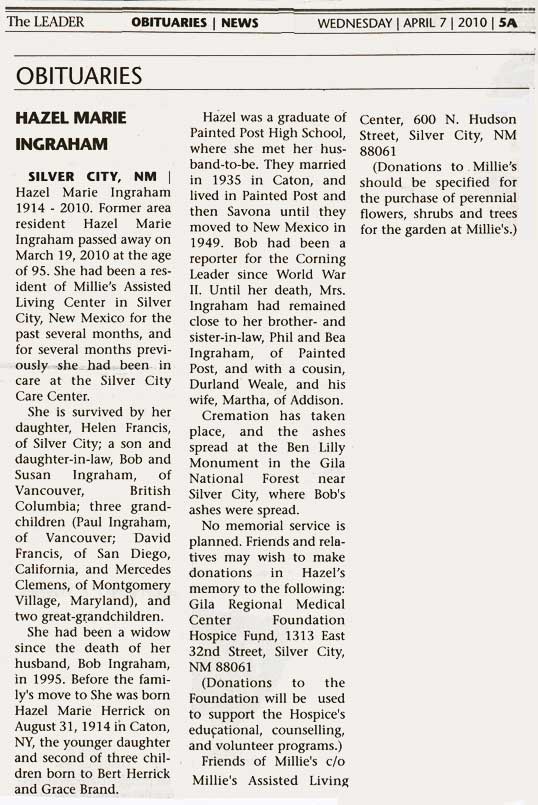 The LEADER OBITUARIES | NEWS WEDNESDAY | APRIL 7 | 2010 | 5A
OBITUARIES
HAZEL MARIE
INGRAHAM
SILVER CITY, NM |
Hazel Marie Ingraham
1914 - 2010. Former area
resident Hazel Marie
Ingraham passed away on
March 19, 2010 at the age
of 95. She had been a res-
ident of Millie's Assisted
Living Center in Silver
City, New Mexico for the
past several months, and
for several months previ-
ously she had been in
care at the Silver City
Care Center.
She is survived by her
daughter, Helen Francis,
of Silver City; a son and
daughter-in-law, Bob and
Susan Ingraham, of
Vancouver, British
Columbia; three grand-
children (Paul Ingraham,
of Vancouver; David
Francis, of San Diego,
California, and Mercedes
Clemens, of Montgomery
Village, Maryland), and
two great-grandchildren.
She had been a widow
since the death of her
husband, Bob Ingraham,
in 1995. Before the fami-
ly's move to She was born
Hazel Marie Herrick on
August 31, 1914 in Caton,
NY, the younger daughter
and second of three chil-
dren born to Bert Herrick
and Grace Brand.
Hazel was a graduate of
Painted Post High School,
where she met her hus-
band-to-be. They married
in 1935 in Caton, and
lived in Painted Post and
then Savona until they
moved to New Mexico in
1949. Bob had been a
reporter for the Corning
Leader since World War
II. Until her death, Mrs.
Ingraham had remained
close to her brother- and
sister-in-law, Phil and Bea
Ingraham, of Painted
Post, and with a cousin,
Durland Weale, and his
wife, Martha, of Addison.
Cremation has taken
place, and the ashes
spread at the Ben Lilly
Monument in the Gila
National Forest near
Silver City, where Bob's
ashes were spread.
No memorial service is
planned. Friends and rela-
tives may wish to make
donations in Hazel's
memory to the following:
Gila Regional Medical
Center Foundation
Hospice Fund, 1313 East
32nd Street, Silver City,
NM 88061
(Donations to the
Foundation will be used
to support the Hospice's
educational, counselling,
and volunteer programs.)
Friends of Millie's c/o
Millie's Assisted Living
Center, 600 N. Hudson
Street, Silver City, NM
88061
(Donations to Millie's
should be specified for
the purchase of perennial
flowers, shrubs and trees
for the garden at Millie's.)